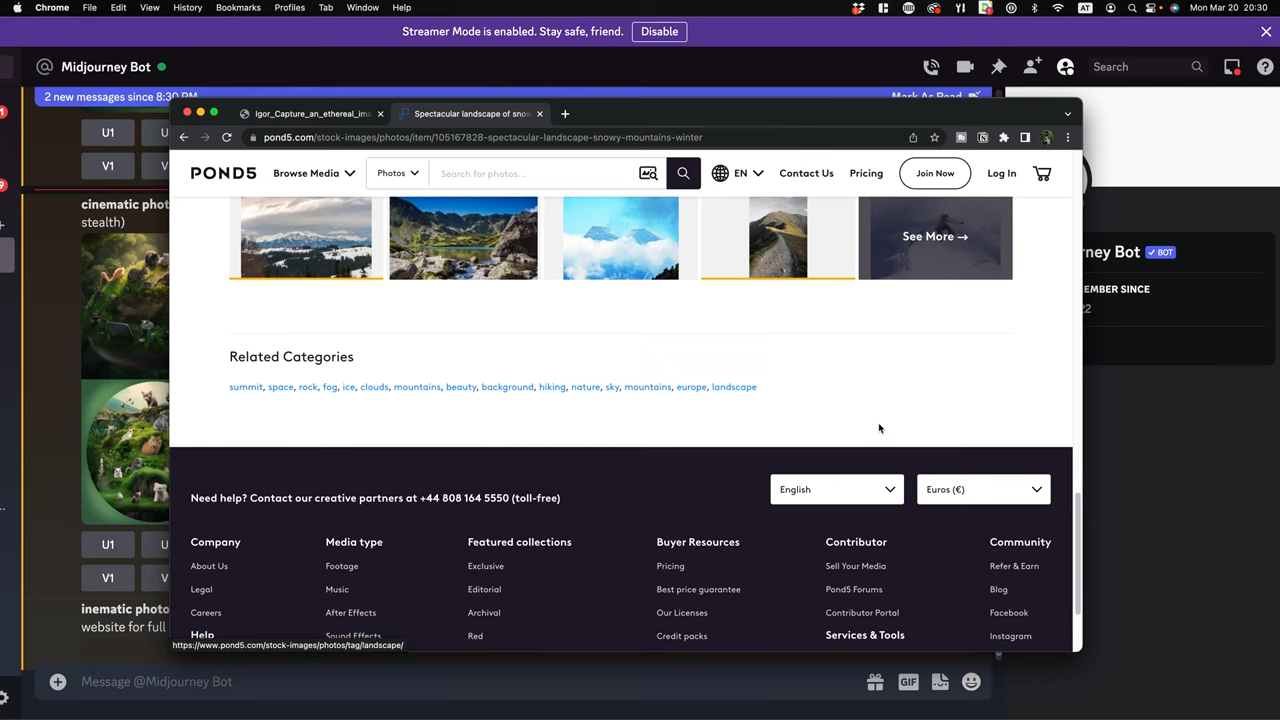 Chrome File Edit View History Bookmarks Profiles Tab Window Help AT Mon Mar 20 20:30
Streamer Mode is enabled. Stay safe, friend. Disable
@ Midjourney Bot Search
2 new messages since 8:30 PM Mark As Read
Igor_Capture_an_ethereal_im Spectacular landscape of snow
pond5.com/stock-images/photos/item/105167828-spectacular-landscape-snowy-mountains-winter
U1 U
V1 V
POND5 Browse Media Photos Search for photos... EN Contact Us Pricing Join Now Log In
cinematic phot
stealth)
See More →
rney Bot BOT
EMBER SINCE
22
Related Categories
summit, space, rock, fog, ice, clouds, mountains, beauty, background, hiking, nature, sky, mountains, europe, landscape
Need help? Contact our creative partners at +44 808 164 5550 (toll-free) English Euros (€)
U1 U
V1 V
Company Media type Featured collections Buyer Resources Contributor Community
About Us Footage Exclusive Pricing Sell Your Media Refer & Earn
Legal Music Editorial Best price guarantee Pond5 Forums Blog
Careers After Effects Archival Our Licenses Contributor Portal Facebook
Help Sound Effects Red Credit packs Services & Tools Instagram
inematic photo
website for full
https://www.pond5.com/stock-images/photos/tag/landscape/
Message @Midjourney Bot GIF